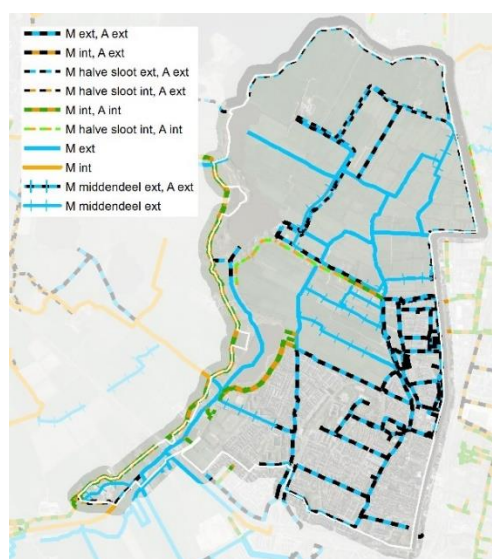 M ext, A ext
M int, A ext
M halve sloot ext, A ext
M halve sloot int, A ext
M int, A int
M halve sloot int, A int
M ext
M int
M middendeel ext, A ext
M middendeel ext